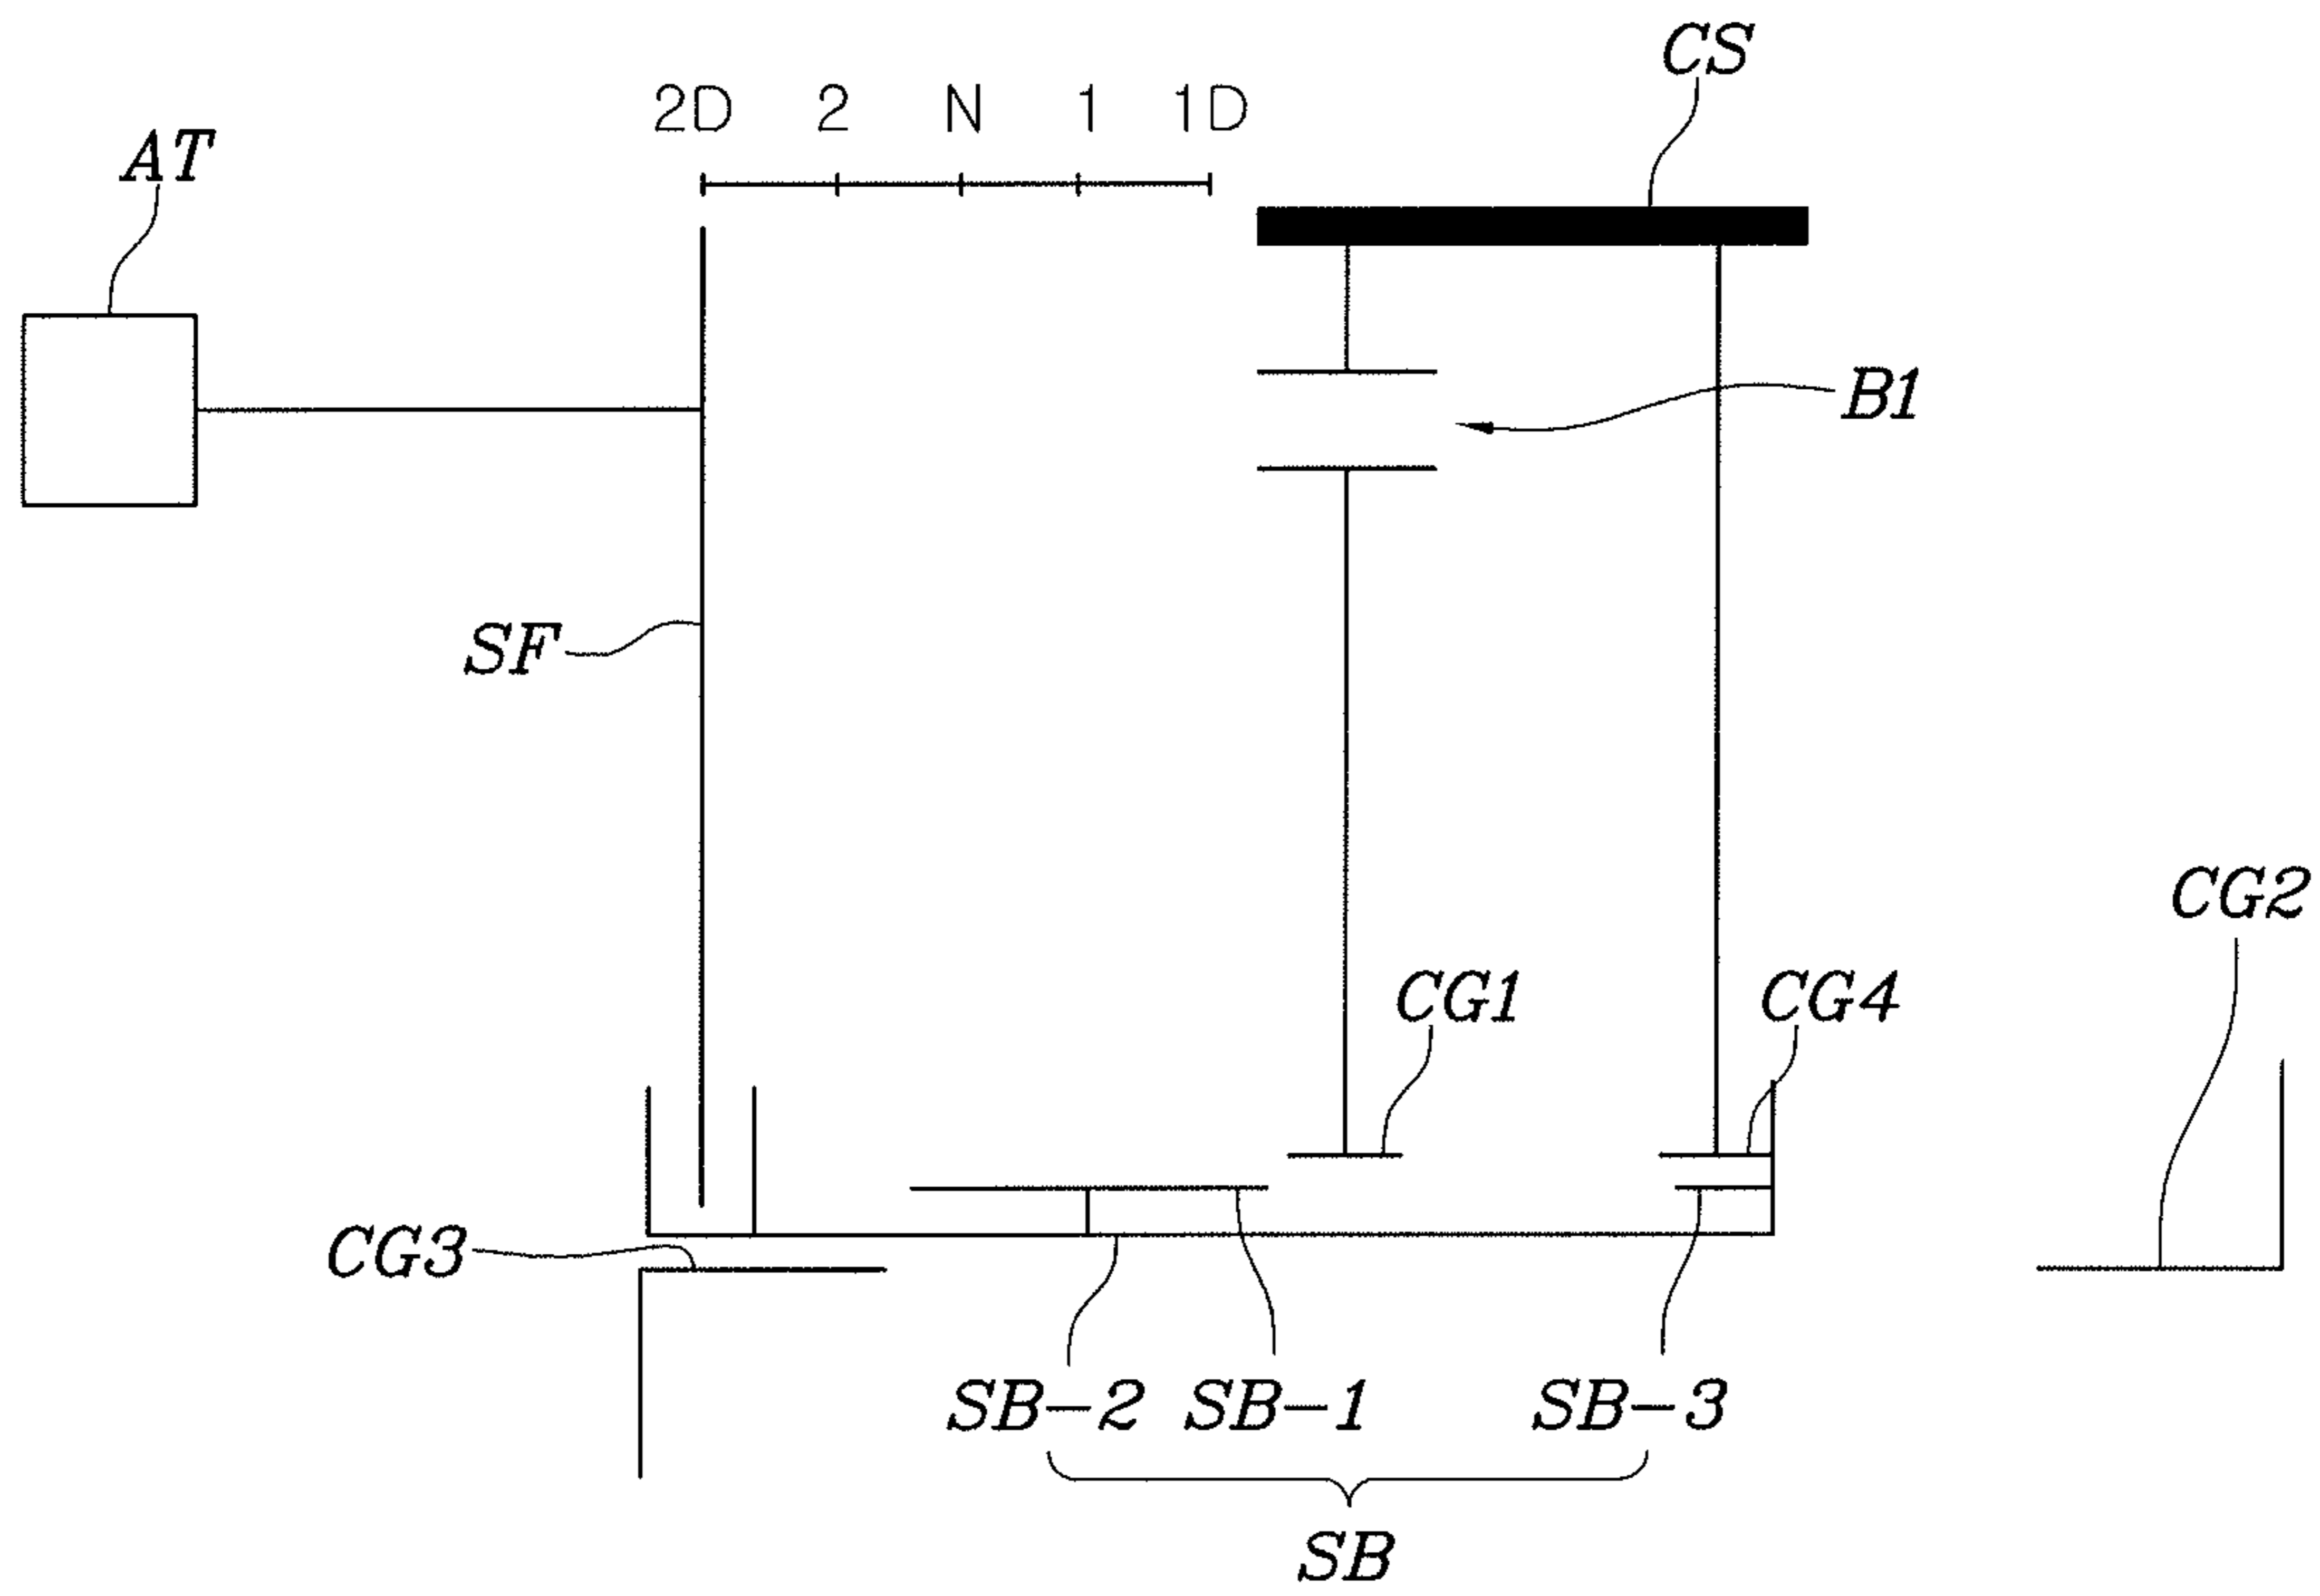 CS
2D 2 N 1 1D
AT
B1
SF
CG2
CG1 CG4
CG3
SB-2 SB-1 SB-3
SB